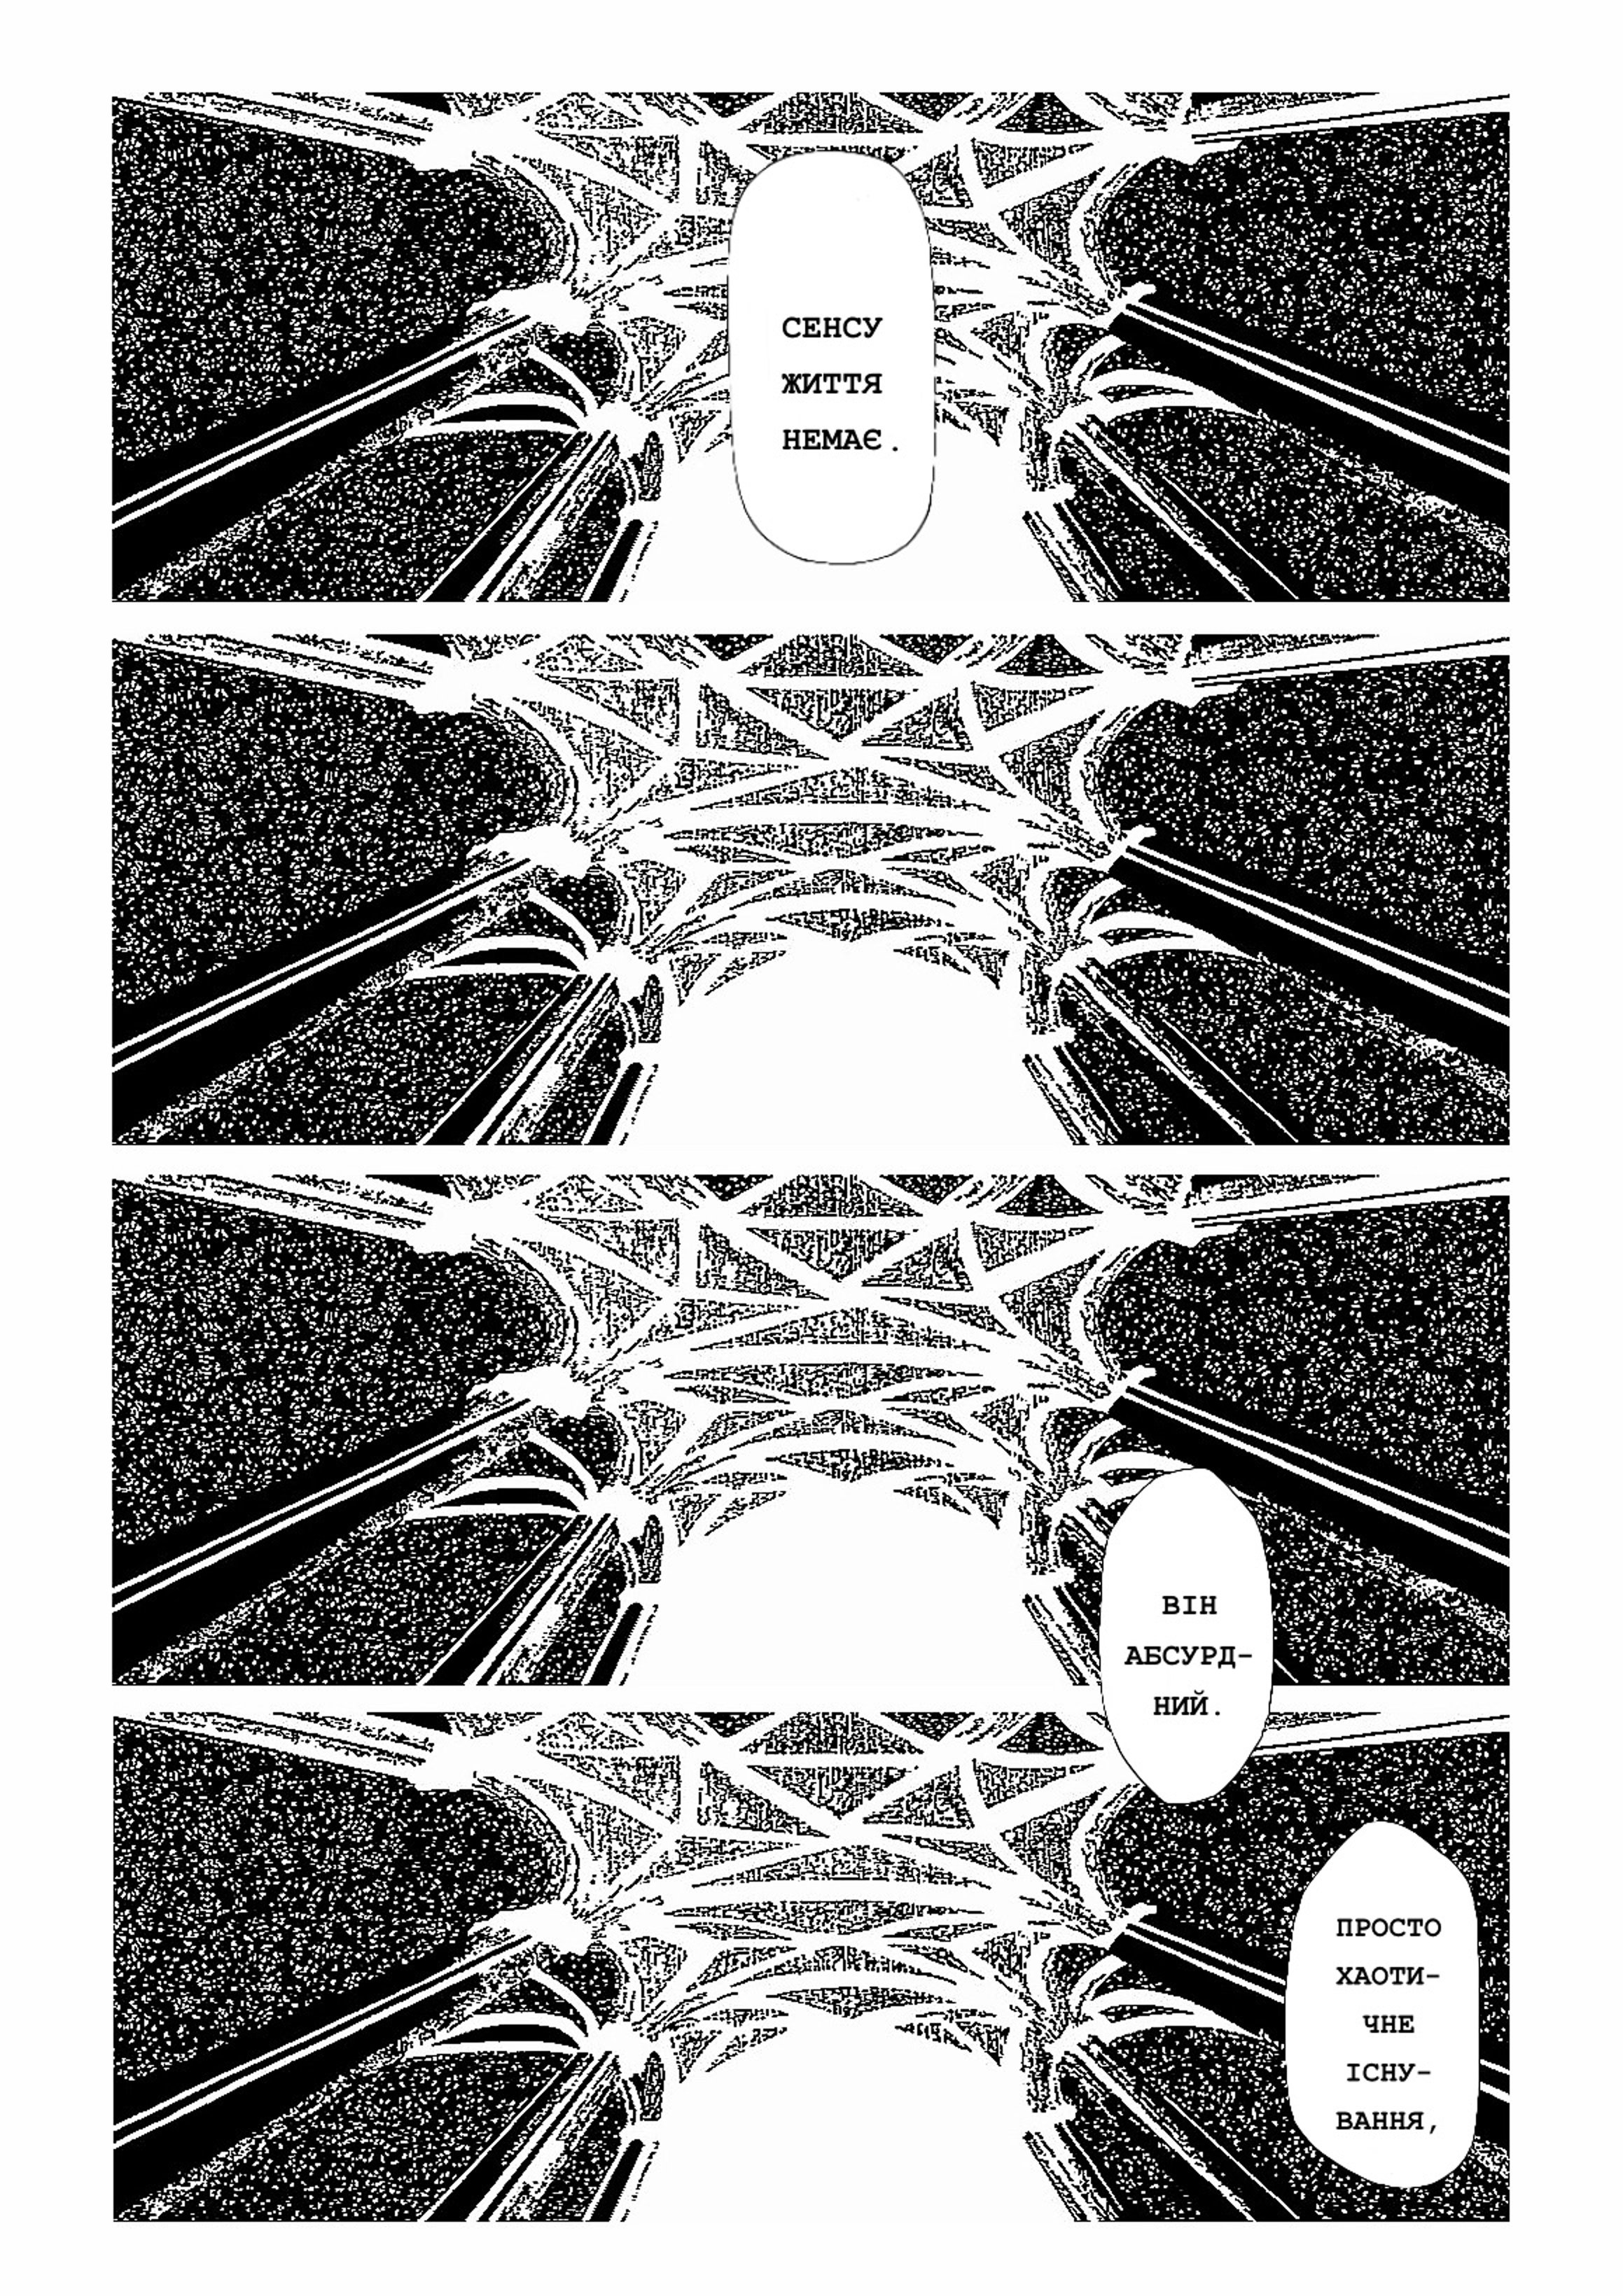 СЕНСУ
ЖИТТЯ
НЕМАЄ.
ВІН
АБСУРД-
НИЙ.
ПРОСТО
ХАОТИ-
ЧНЕ
ІСНУ-
ВАННЯ,